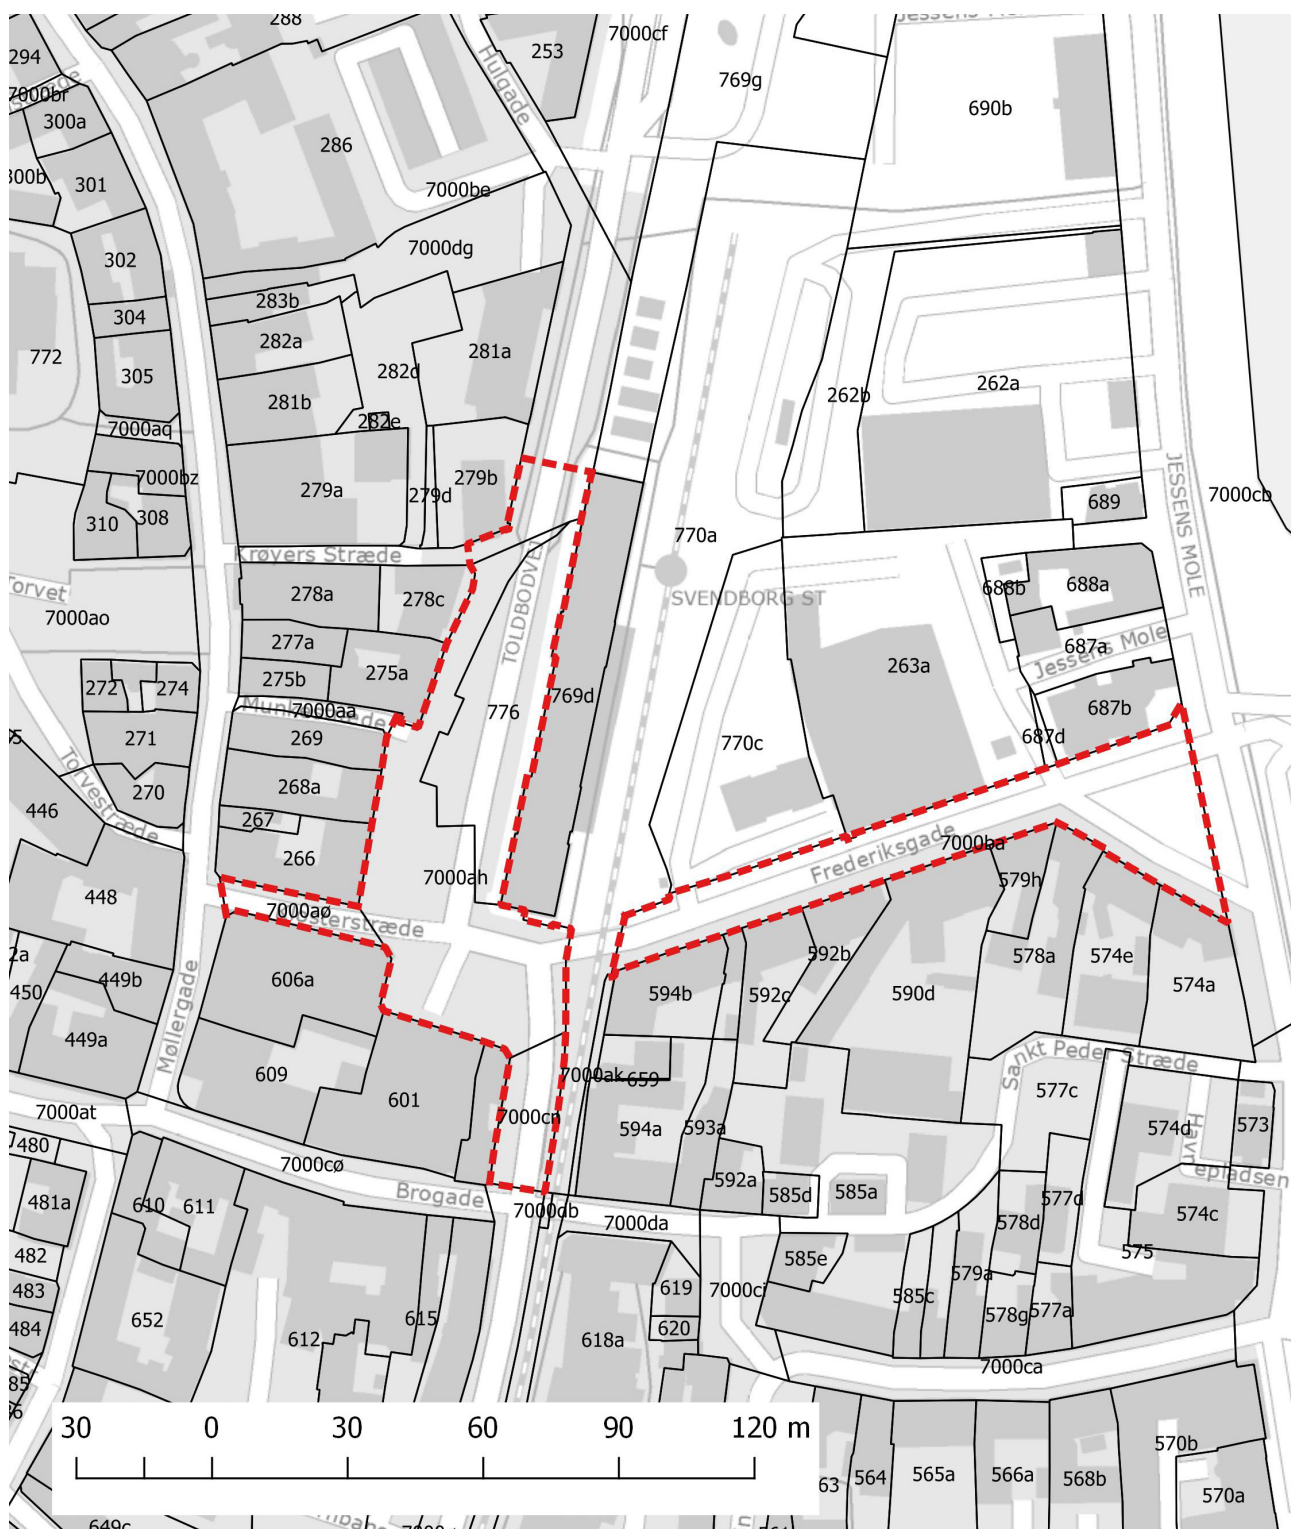 288
7000cf
Hulgade
253
294
769g
7000br
690b
300a
286
301
7000be
302
7000dg
283b
304
282a
281a
772
305
282d
262a
262b
281b
282e
7000aq
JESSENS MOLE
7000bz
279b
279a
279d
7000cb
689
310
308
770a
Krøyers Stræde
TOLDBODVEJ
688b
688a
278a
278c
SVENDBORG ST
7000ao
277a
687a
Jessens Mole
263a
275a
275b
769d
272
274
7000aa
776
687b
269
687d
271
770c
Torvestræde
268a
270
446
267
Frederiksgade
7000ba
266
7000ah
579h
448
7000aø
592b
578a
574e
449b
606a
594b
592c
590d
574a
450
Møllergade
449a
Sankt Peder Stræde
609
7000ak
659
577c
601
7000at
7000cn
594a
593a
574d
573
480
7000cø
592a
481a
610
611
Brogade
585d
585a
577d
7000db
7000da
578d
574c
482
585e
575
483
579a
7000ci
619
585c
578g
577a
484
652
612
615
620
618a
7000ca
30
0
30
60
90
120 m
570b
564
565a
566a
568b
570a